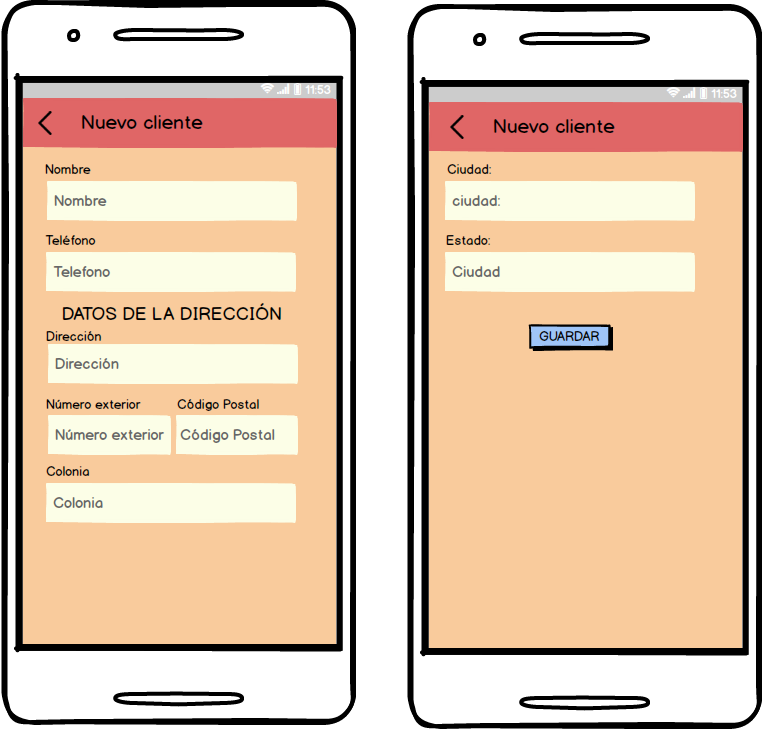 11:53
Nuevo cliente
Nombre
Nombre
Teléfono
Telefono
DATOS DE LA DIRECCIÓN
Dirección
Dirección
Número exterior Código Postal
Número exterior Código Postal
Colonia
Colonia
11:53
Nuevo cliente
Ciudad:
ciudad:
Estado:
Ciudad
GUARDAR